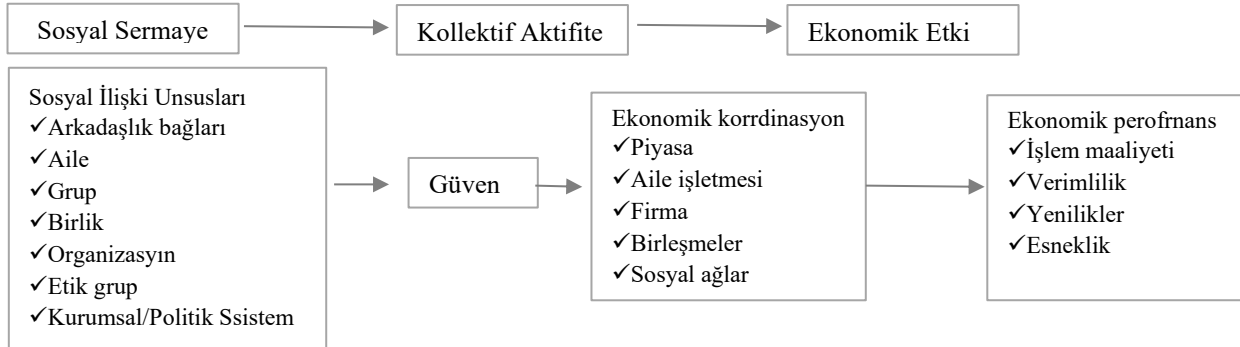 Sosyal Sermaye
Kollektif Aktifite
Ekonomik Etki
Sosyal İlişki Unsusları
✓Arkadaşlık bağları
✓Aile
✓Grup
✓Birlik
✓Organizasyın
✓Etik grup
✓Kurumsal/Politik Ssistem
Güven
Ekonomik korrdinasyon
✓Piyasa
✓Aile işletmesi
✓Firma
✓Birleşmeler
✓Sosyal ağlar
Ekonomik perofrnans
✓İşlem maaliyeti
✓Verimlilik
✓Yenilikler
✓Esneklik